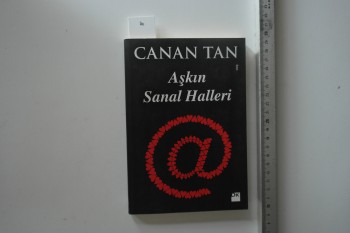 CANAN TAN
Aşkın
Sanal Halleri
@